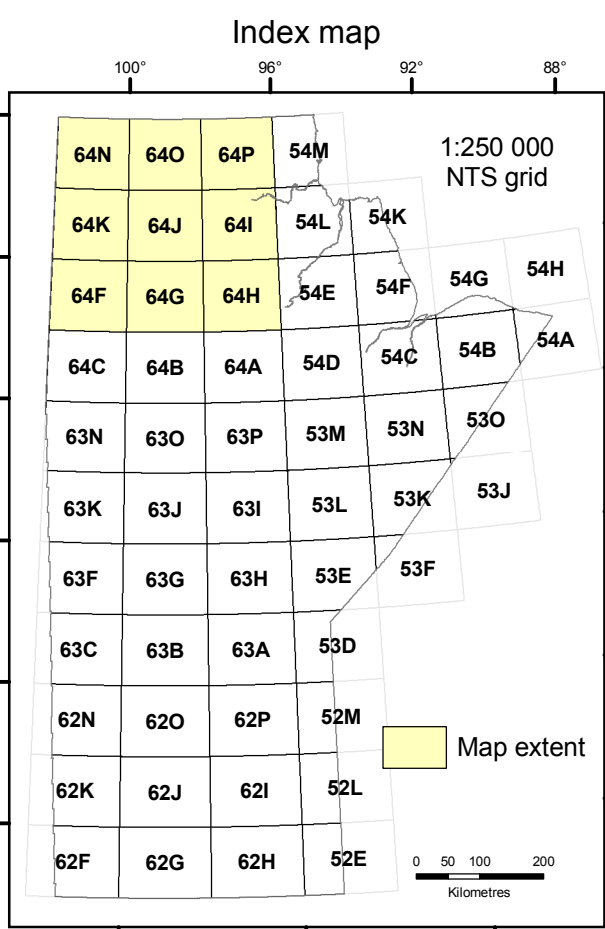 Index map
100° 96° 92° 88°
1:250 000
NTS grid
64N 64O 64P 54M
64K 64J 64I 54L 54K
64F 64G 64H 54E 54F 54G 54H
64C 64B 64A 54D 54C 54B 54A
63N 63O 63P 53M 53N 53O
63K 63J 63I 53L 53K 53J
63F 63G 63H 53E 53F
63C 63B 63A 53D
62N 62O 62P 52M
Map extent
62K 62J 62I 52L
62F 62G 62H 52E
0 50 100 200
Kilometres